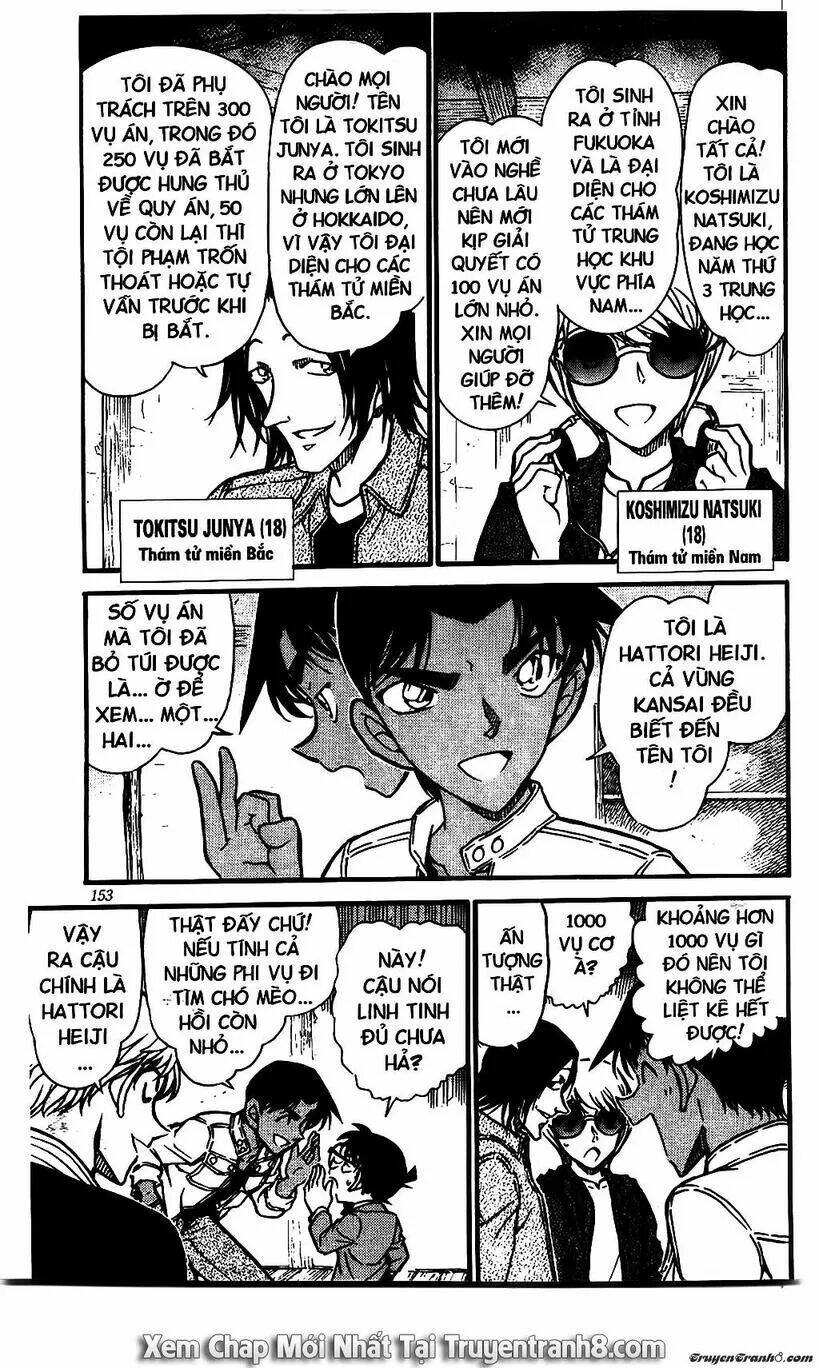 XIN
CHÀO
TẤT CẢ!
TÔI LÀ
KOSHIMIZU
NATSUKI,
ĐANG HỌC
NĂM THỨ
3 TRUNG
HỌC...
TÔI SINH
RA Ở TỈNH
FUKUOKA
VÀ LÀ ĐẠI
DIỆN CHO
CÁC THÁM
TỬ TRUNG
HỌC KHU
VỰC PHÍA
NAM...
TÔI MỚI
VÀO NGHỀ
CHƯA LÂU
NÊN MỚI
KỊP GIẢI
QUYẾT CÓ
100 VỤ ÁN
LỚN NHỎ.
XIN MỌI
NGƯỜI
GIÚP ĐỠ
THÊM!
KOSHIMIZU NATSUKI
(18)
Thám tử miền Nam
CHÀO MỌI
NGƯỜI! TÊN
TÔI LÀ TOKITSU
JUNYA. TÔI SINH
RA Ở TOKYO
NHƯNG LỚN LÊN
Ở HOKKAIDO,
VÌ VẬY TÔI ĐẠI
DIỆN CHO CÁC
THÁM TỬ MIỀN
BẮC.
TÔI ĐÃ PHỤ
TRÁCH TRÊN 300
VỤ ÁN, TRONG ĐÓ
250 VỤ ĐÃ BẮT
ĐƯỢC HUNG THỦ
VỀ QUY ÁN, 50
VỤ CÒN LẠI THÌ
TỘI PHẠM TRỐN
THOÁT HOẶC TỰ
VẪN TRƯỚC KHI
BỊ BẮT.
TOKITSU JUNYA (18)
Thám tử miền Bắc
TÔI LÀ
HATTORI HEIJI.
CẢ VÙNG
KANSAI ĐỀU
BIẾT ĐẾN
TÊN TÔI
!
SỐ VỤ ÁN
MÀ TÔI ĐÃ
BỎ TÚI ĐƯỢC
LÀ... Ờ ĐỂ
XEM... MỘT...
HAI...
153
KHOẢNG HƠN
1000 VỤ GÌ
ĐÓ NÊN TÔI
KHÔNG THỂ
LIỆT KÊ HẾT
ĐƯỢC!
1000
VỤ CƠ
À?
ẤN
TƯỢNG
THẬT
...
NÀY!
CẬU NÓI
LINH TINH
ĐỦ CHƯA
HẢ?
THẬT ĐẤY CHỨ!
NẾU TÍNH CẢ
NHỮNG PHI VỤ ĐI
TÌM CHÓ MÈO...
HỒI CÒN
NHỎ...
VẬY
RA CẬU
CHÍNH LÀ
HATTORI
HEIJI
...
Xem Chap Mới Nhất Tại Truyentranh8.com
TruyenTranh8.com